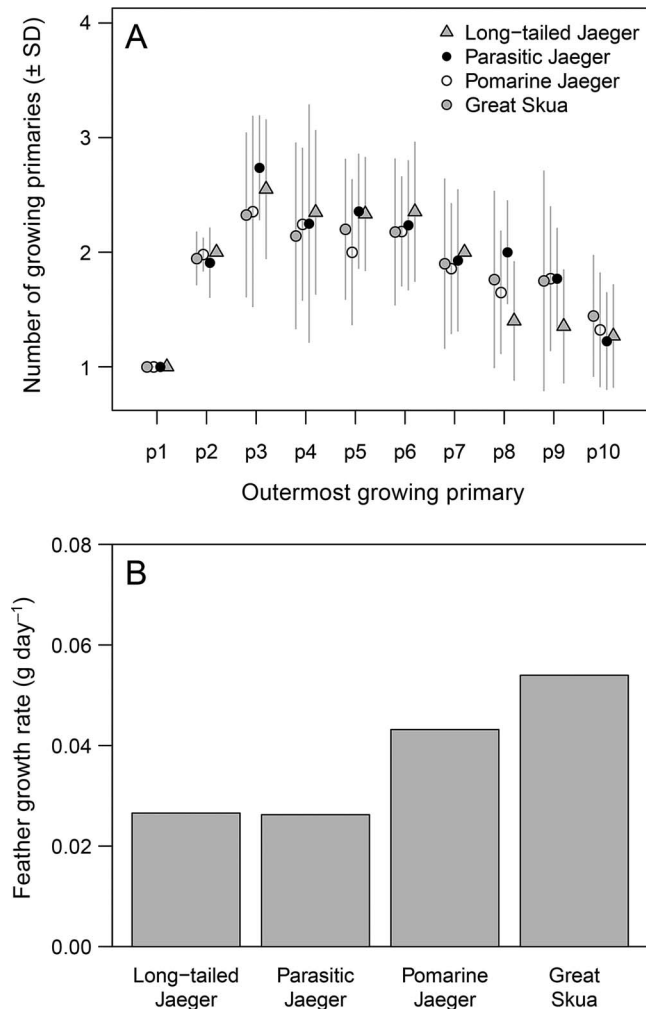 A
Long−tailed Jaeger
Parasitic Jaeger
Pomarine Jaeger
Great Skua
Number of growing primaries (± SD)
4
3
2
1
p1 p2 p3 p4 p5 p6 p7 p8 p9 p10
Outermost growing primary
B
Feather growth rate (g day⁻¹)
0.08
0.06
0.04
0.02
0.00
Long−tailed Parasitic Pomarine Great
Jaeger Jaeger Jaeger Skua